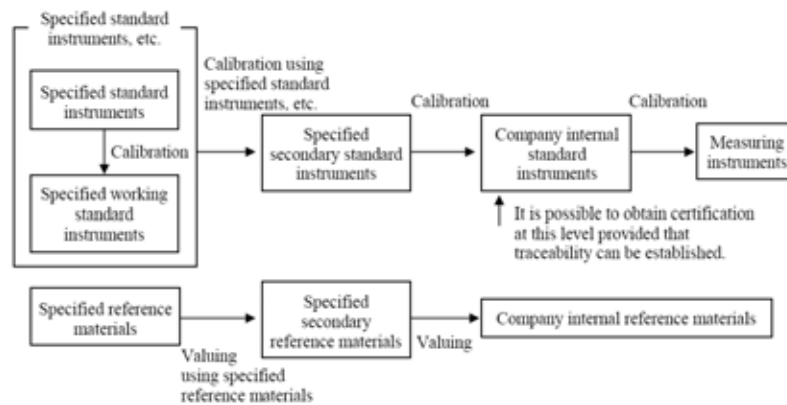 Specified standard
instruments, etc.
Specified standard
instruments
Calibration
Specified working
standard
instruments
Calibration using
specified standard
instruments, etc.
Specified
secondary standard
instruments
Calibration
Company internal
standard
instruments
Calibration
Measuring
instruments
It is possible to obtain certification
at this level provided that
traceability can be established.
Specified reference
materials
Valuing
using specified
reference materials
Specified
secondary
reference materials
Valuing
Company internal reference materials